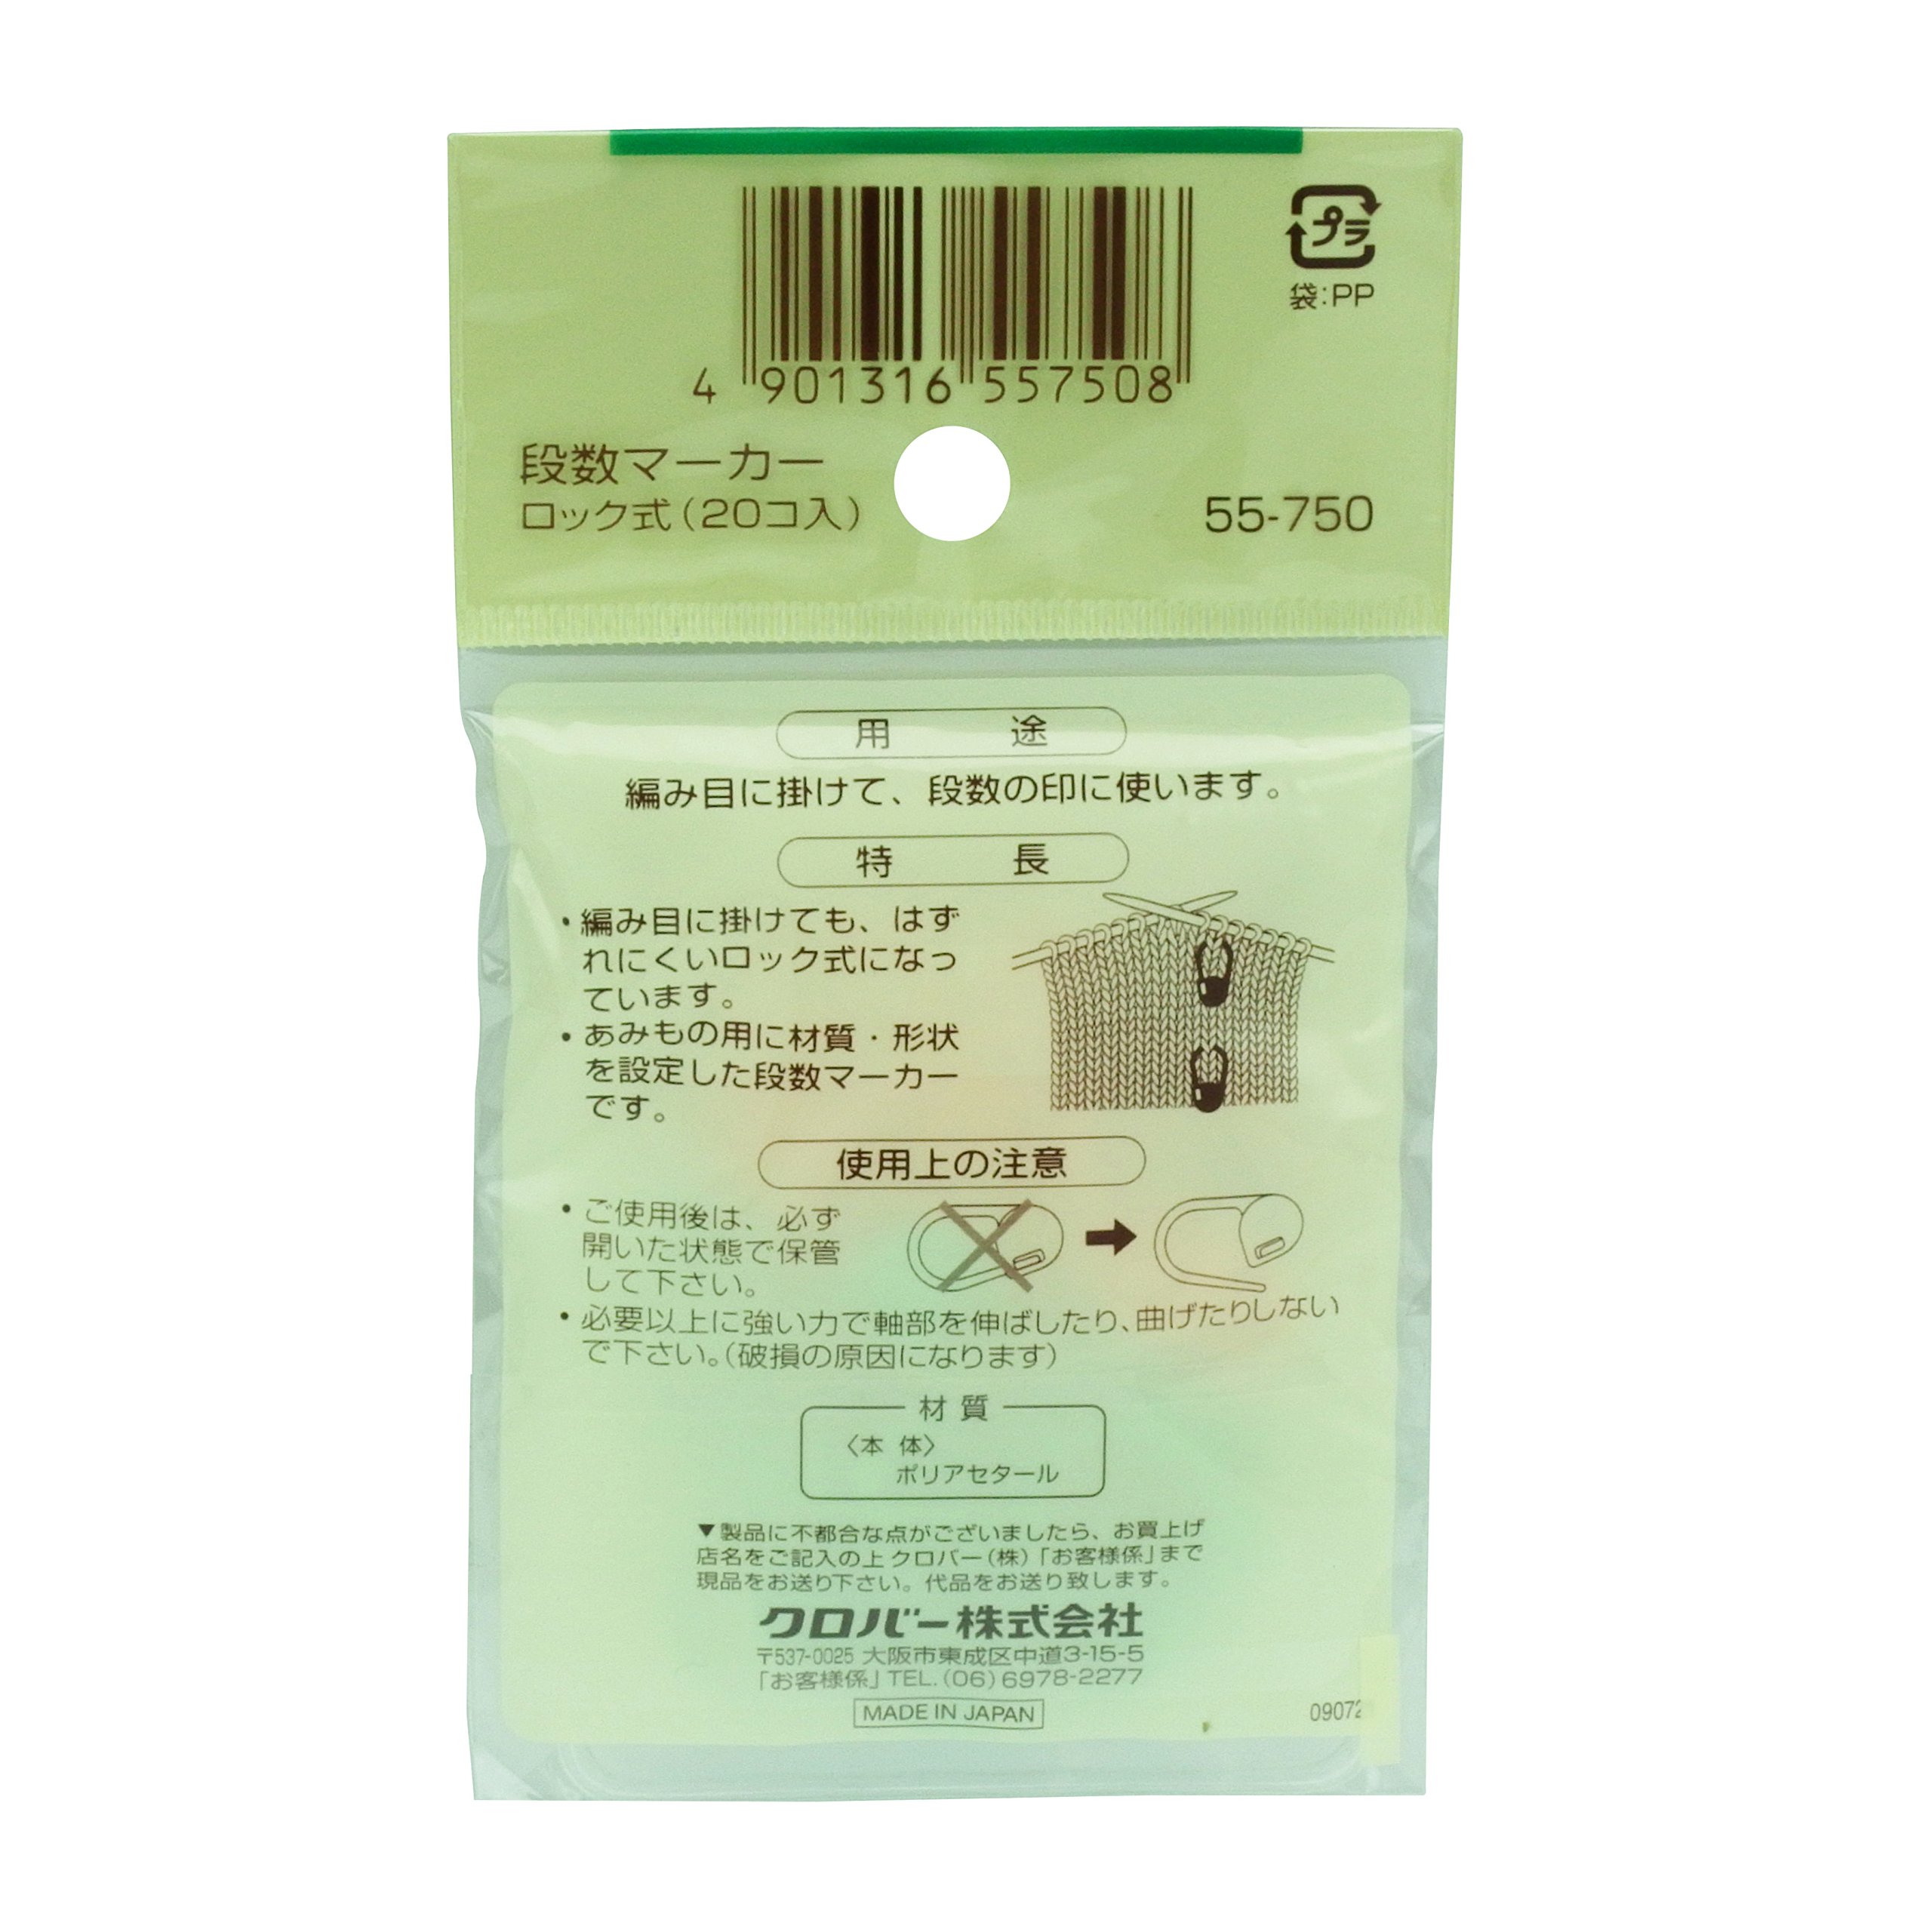 プラ
袋:PP
4 901316 557508
段数マーカー
ロック式(20コ入)
55-750
用 途
編み目に掛けて、段数の印に使います。
特 長
・編み目に掛けても、はず
れにくいロック式になっ
ています。
・あみもの用に材質・形状
を設定した段数マーカー
です。
使用上の注意
・ご使用後は、必ず
開いた状態で保管
して下さい。
・必要以上に強い力で軸部を伸ばしたり、曲げたりしない
で下さい。(破損の原因になります)
材 質
〈本 体〉
ポリアセタール
▼製品に不都合な点がございましたら、お買上げ
店名をご記入の上クロバー(株)「お客様係」まで
現品をお送り下さい。代品をお送り致します。
クロバー株式会社
〒537-0025 大阪市東成区中道3-15-5
「お客様係」TEL.(06)6978-2277
MADE IN JAPAN
09072